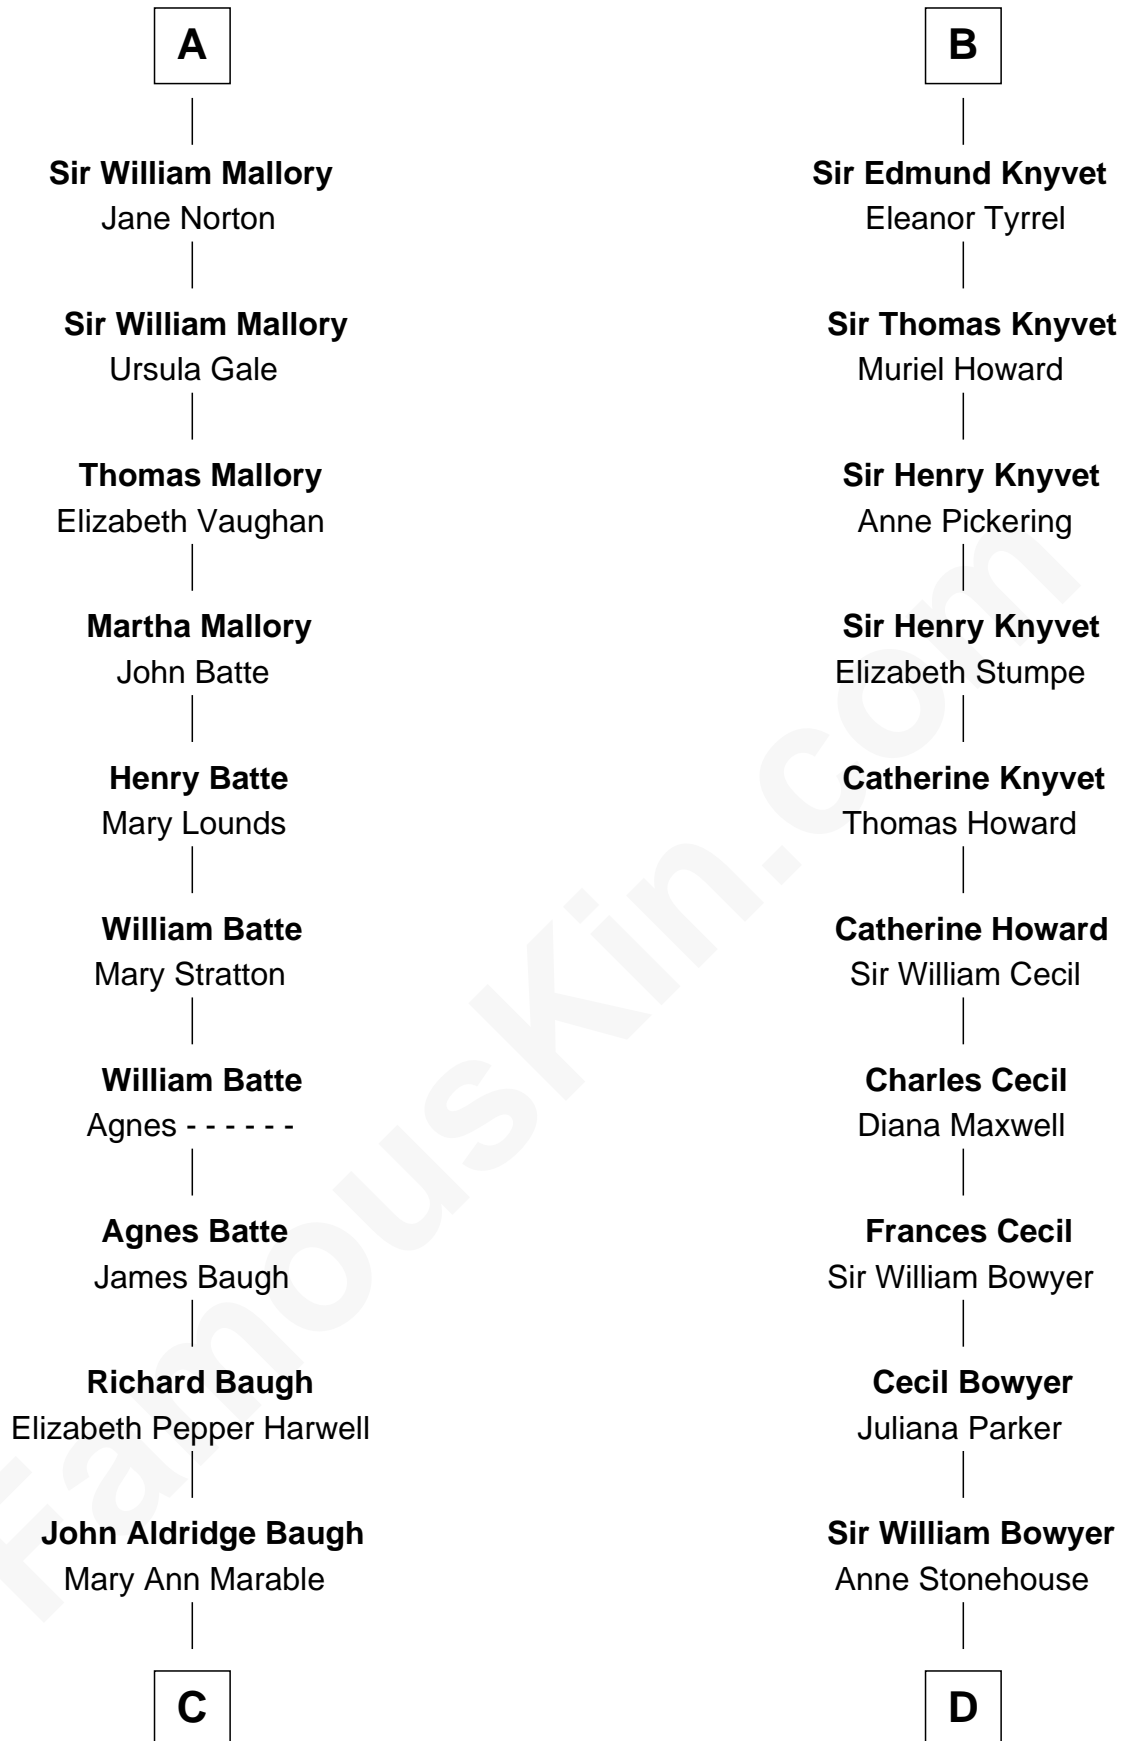 A
Sir William Mallory
Jane Norton
Sir William Mallory
Ursula Gale
Thomas Mallory
Elizabeth Vaughan
Martha Mallory
John Batte
Henry Batte
Mary Lounds
William Batte
Mary Stratton
William Batte
Agnes - - - - - -
Agnes Batte
James Baugh
Richard Baugh
Elizabeth Pepper Harwell
John Aldridge Baugh
Mary Ann Marable
C
B
Sir Edmund Knyvet
Eleanor Tyrrel
Sir Thomas Knyvet
Muriel Howard
Sir Henry Knyvet
Anne Pickering
Sir Henry Knyvet
Elizabeth Stumpe
Catherine Knyvet
Thomas Howard
Catherine Howard
Sir William Cecil
Charles Cecil
Diana Maxwell
Frances Cecil
Sir William Bowyer
Cecil Bowyer
Juliana Parker
Sir William Bowyer
Anne Stonehouse
D
FamousKin.com